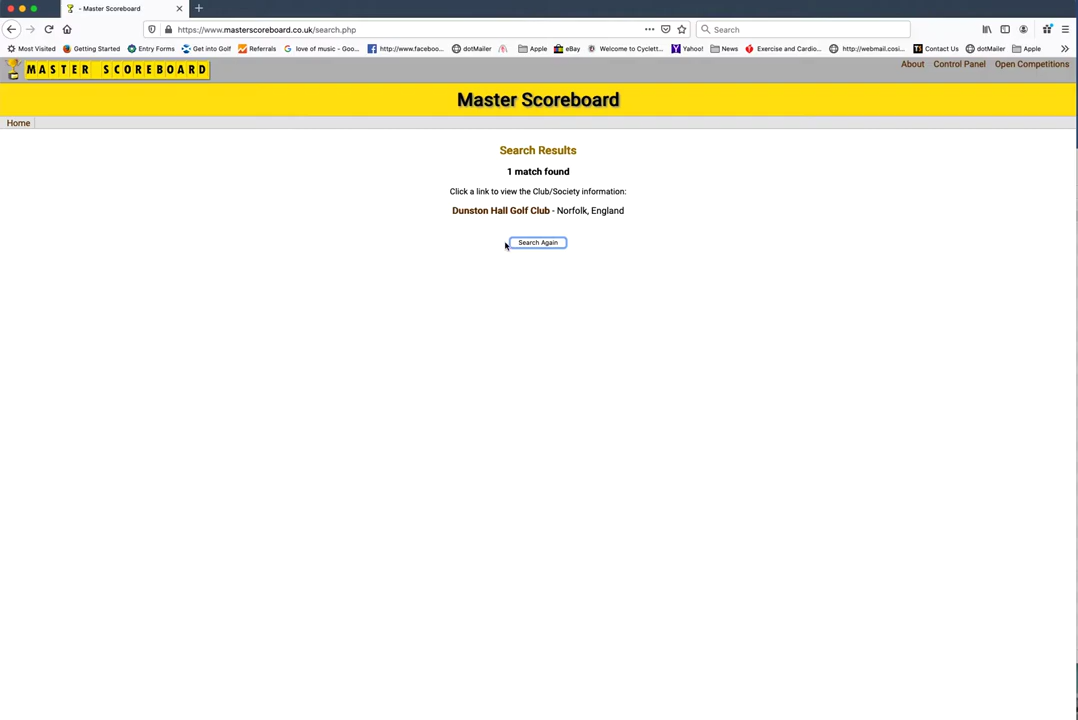 - Master Scoreboard
https://www.masterscoreboard.co.uk/search.php
Search
Most Visited Getting Started Entry Forms Get into Golf Referrals love of music - Goo... http://www.faceboo... dotMailer Apple eBay Welcome to Cyclett... Yahoo! News Exercise and Cardio... http://webmail.cosi... Contact Us dotMailer Apple
MASTER SCOREBOARD
About Control Panel Open Competitions
Master Scoreboard
Home
Search Results
1 match found
Click a link to view the Club/Society information:
Dunston Hall Golf Club - Norfolk, England
Search Again